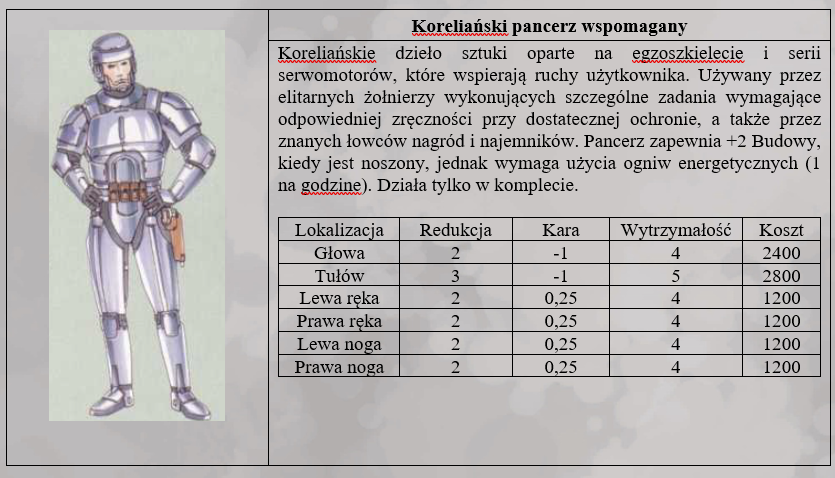 Koreliański pancerz wspomagany
Koreliańskie dzieło sztuki oparte na egzoszkielecie i serii
serwomotorów, które wspierają ruchy użytkownika. Używany przez
elitarnych żołnierzy wykonujących szczególne zadania wymagające
odpowiedniej zręczności przy dostatecznej ochronie, a także przez
znanych łowców nagród i najemników. Pancerz zapewnia +2 Budowy,
kiedy jest noszony, jednak wymaga użycia ogniw energetycznych (1
na godzine). Działa tylko w komplecie.
Lokalizacja Redukcja Kara Wytrzymałość Koszt
Głowa 2 -1 4 2400
Tułów 3 -1 5 2800
Lewa ręka 2 0,25 4 1200
Prawa ręka 2 0,25 4 1200
Lewa noga 2 0,25 4 1200
Prawa noga 2 0,25 4 1200